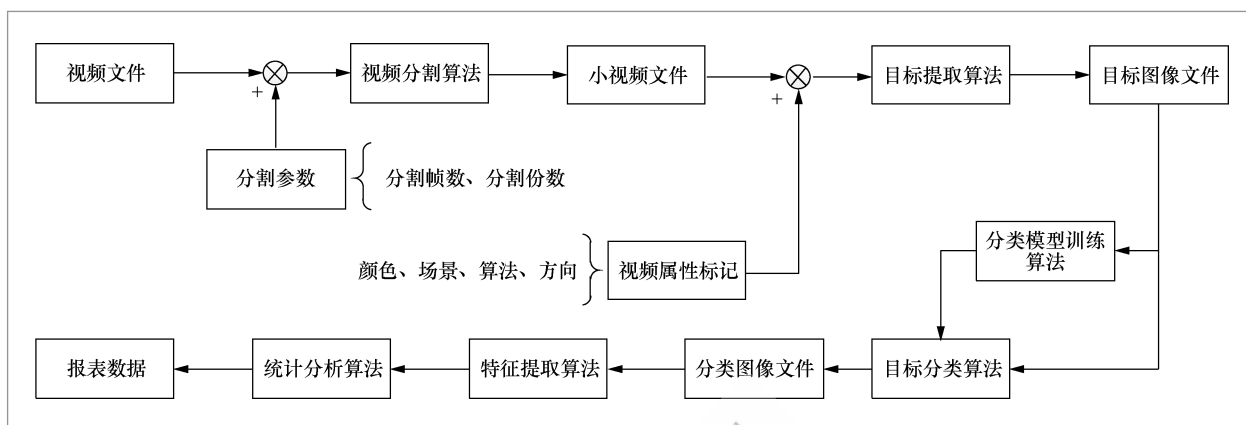 视频文件
视频分割算法
小视频文件
目标提取算法
目标图像文件
+
+
分割参数
分割帧数、分割份数
分类模型训练
算法
颜色、场景、算法、方向
视频属性标记
报表数据
统计分析算法
特征提取算法
分类图像文件
目标分类算法